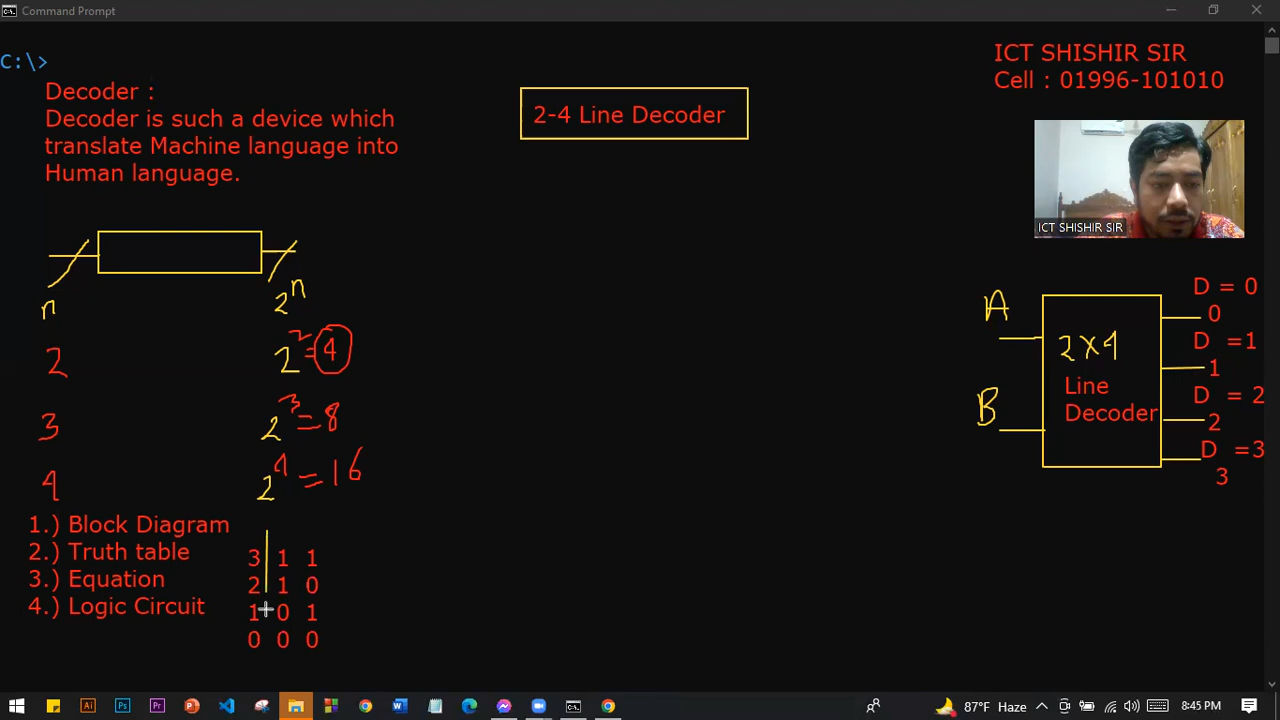 Command Prompt
C:\>
ICT SHISHIR SIR
Cell : 01996-101010
Decoder :
Decoder is such a device which
translate Machine language into
Human language.
2-4 Line Decoder
ICT SHISHIR SIR
n
2^n
2
2^2 = 4
3
2^3 = 8
4
2^4 = 16
A
B
2X4
Line
Decoder
D = 0
0
D =1
1
D = 2
2
D =3
3
1.) Block Diagram
2.) Truth table
3.) Equation
4.) Logic Circuit
3 1 1
2 1 0
1 0 1
0 0 0
87°F Haze
8:45 PM